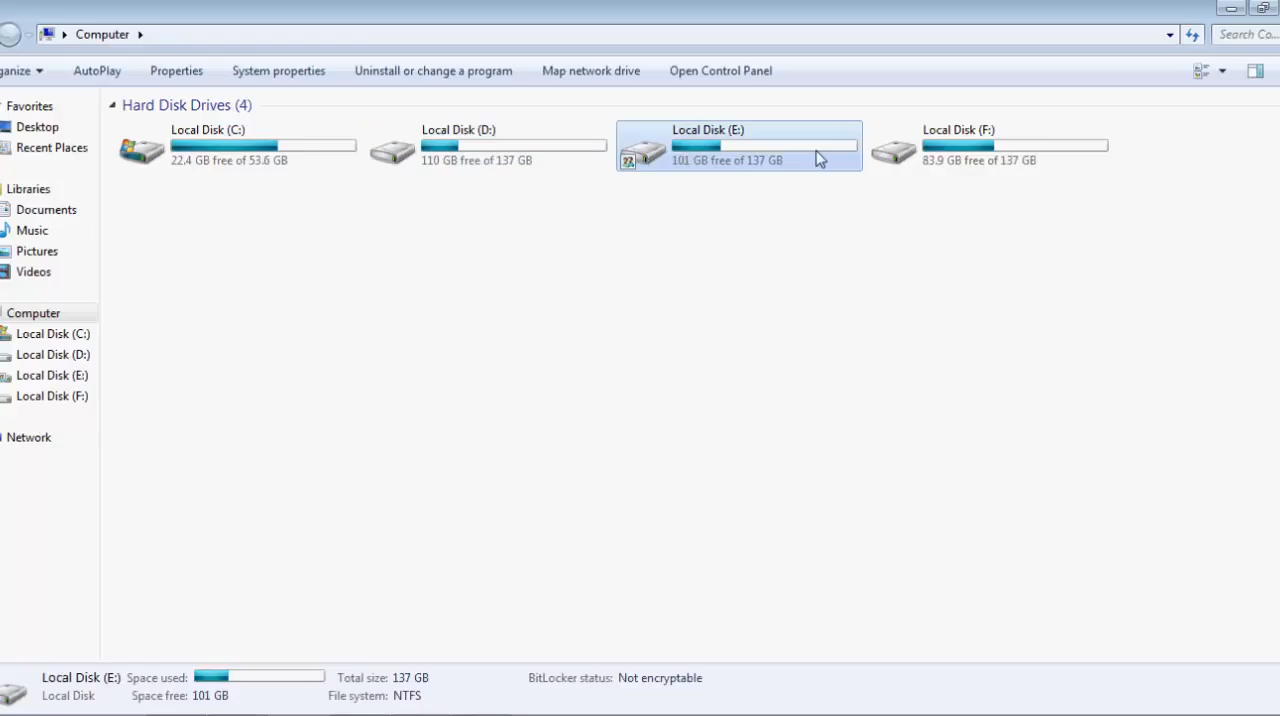 Computer
Search Co...
ganize
AutoPlay
Properties
System properties
Uninstall or change a program
Map network drive
Open Control Panel
Favorites
Desktop
Recent Places
Libraries
Documents
Music
Pictures
Videos
Computer
Local Disk (C:)
Local Disk (D:)
Local Disk (E:)
Local Disk (F:)
Network
Hard Disk Drives (4)
Local Disk (C:)
22.4 GB free of 53.6 GB
Local Disk (D:)
110 GB free of 137 GB
Local Disk (E:)
101 GB free of 137 GB
Local Disk (F:)
83.9 GB free of 137 GB
Local Disk (E:) Space used: Total size: 137 GB BitLocker status: Not encryptable
Local Disk Space free: 101 GB File system: NTFS